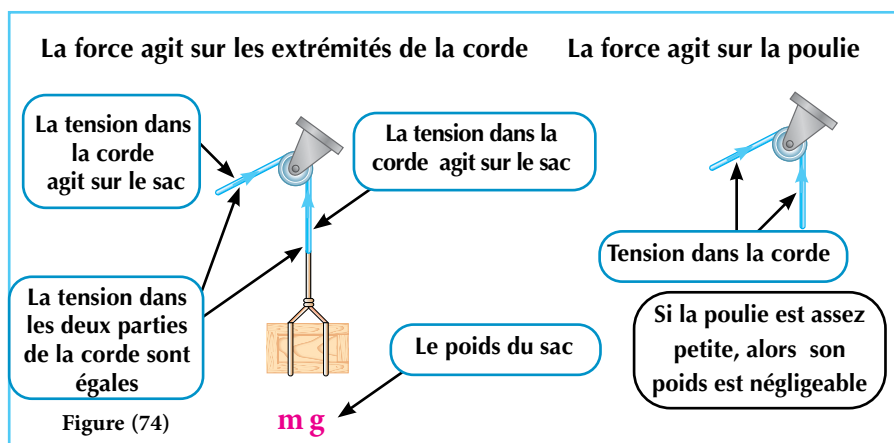 La force agit sur les extrémités de la corde
La force agit sur la poulie
La tension dans
la corde
agit sur le sac
La tension dans la
corde agit sur le sac
Tension dans la corde
La tension dans
les deux parties
de la corde sont
égales
Le poids du sac
Si la poulie est assez
petite, alors son
poids est négligeable
Figure (74)
m g